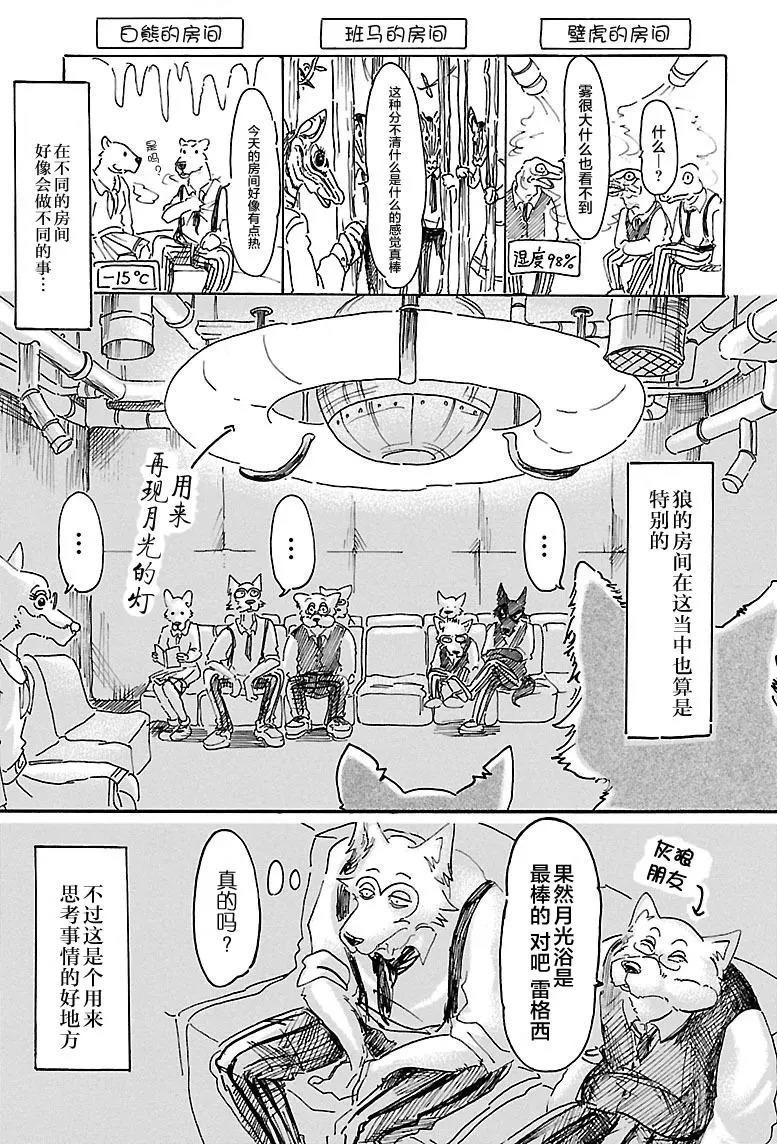 壁虎的房间
什么—?
雾很大什么也看不到
湿度98%
班马的房间
这种分不清什么是什么的感觉真棒
白熊的房间
今天的房间好像有点热
是吗?
-15℃
在不同的房间
好像会做不同的事…
用来
再现月光的灯
狼的房间在这当中也算是
特别的
…
…
…
灰狼
朋友
果然月光浴是
最棒的 对吧 雷格西
真的吗?
不过这是个用来
思考事情的好地方